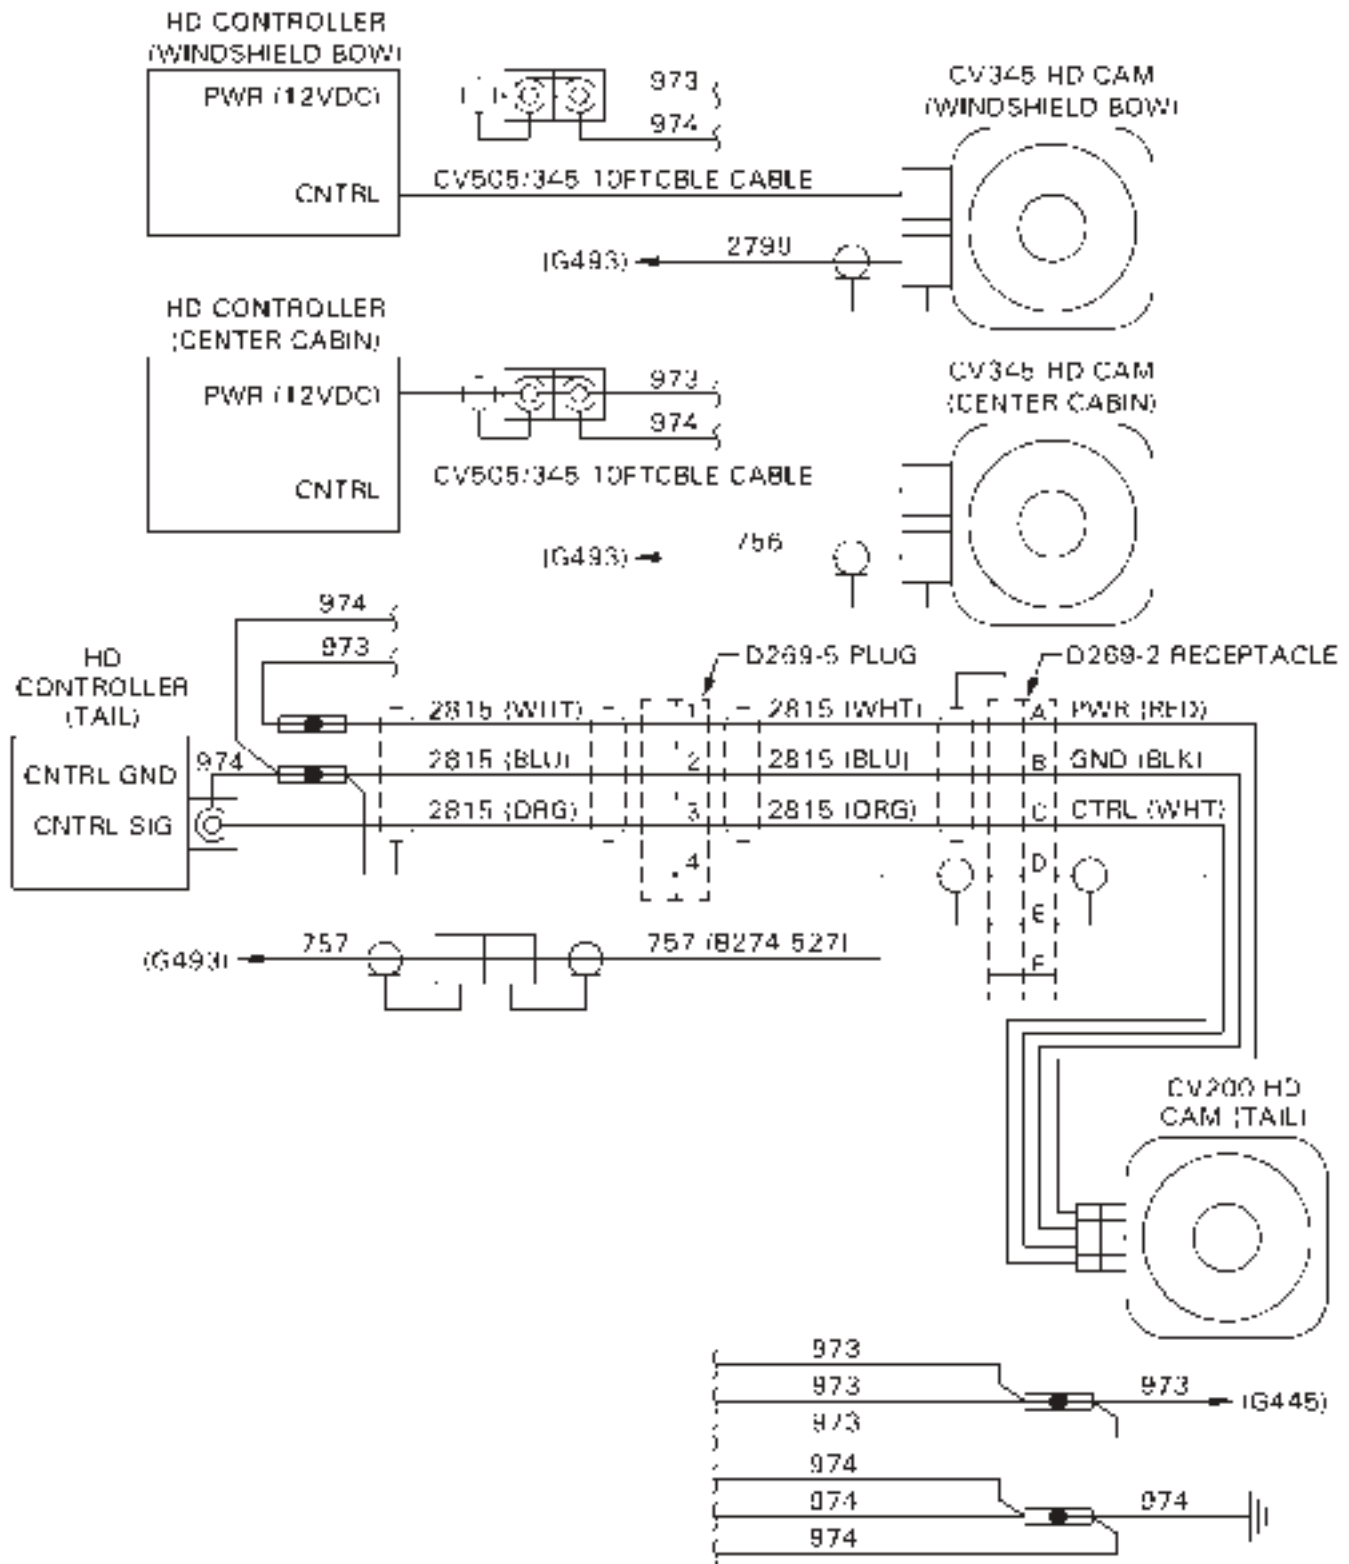 HD CONTROLLER
(WINDSHIELD BOW)
PWR (12VDC)
CNTRL
973
974
CV505/345 10FTCBLE CABLE
CV345 HD CAM
(WINDSHIELD BOW)
(G493)
2790
HD CONTROLLER
(CENTER CABIN)
PWR (12VDC)
CNTRL
973
974
CV505/345 10FTCBLE CABLE
CV345 HD CAM
(CENTER CABIN)
(G493)
756
974
973
HD
CONTROLLER
(TAIL)
D269-5 PLUG
D269-2 RECEPTACLE
2815 (WHT)
1
2815 (WHT)
A
PWR (RED)
CNTRL GND
974
2815 (BLU)
2
2815 (BLU)
B
GND (BLK)
CNTRL SIG
2815 (ORG)
3
2815 (ORG)
C
CTRL (WHT)
4
D
E
F
(G493)
757
757 (8274 527)
CV200 HD
CAM (TAIL)
973
973
973
973
(G445)
974
974
974
974